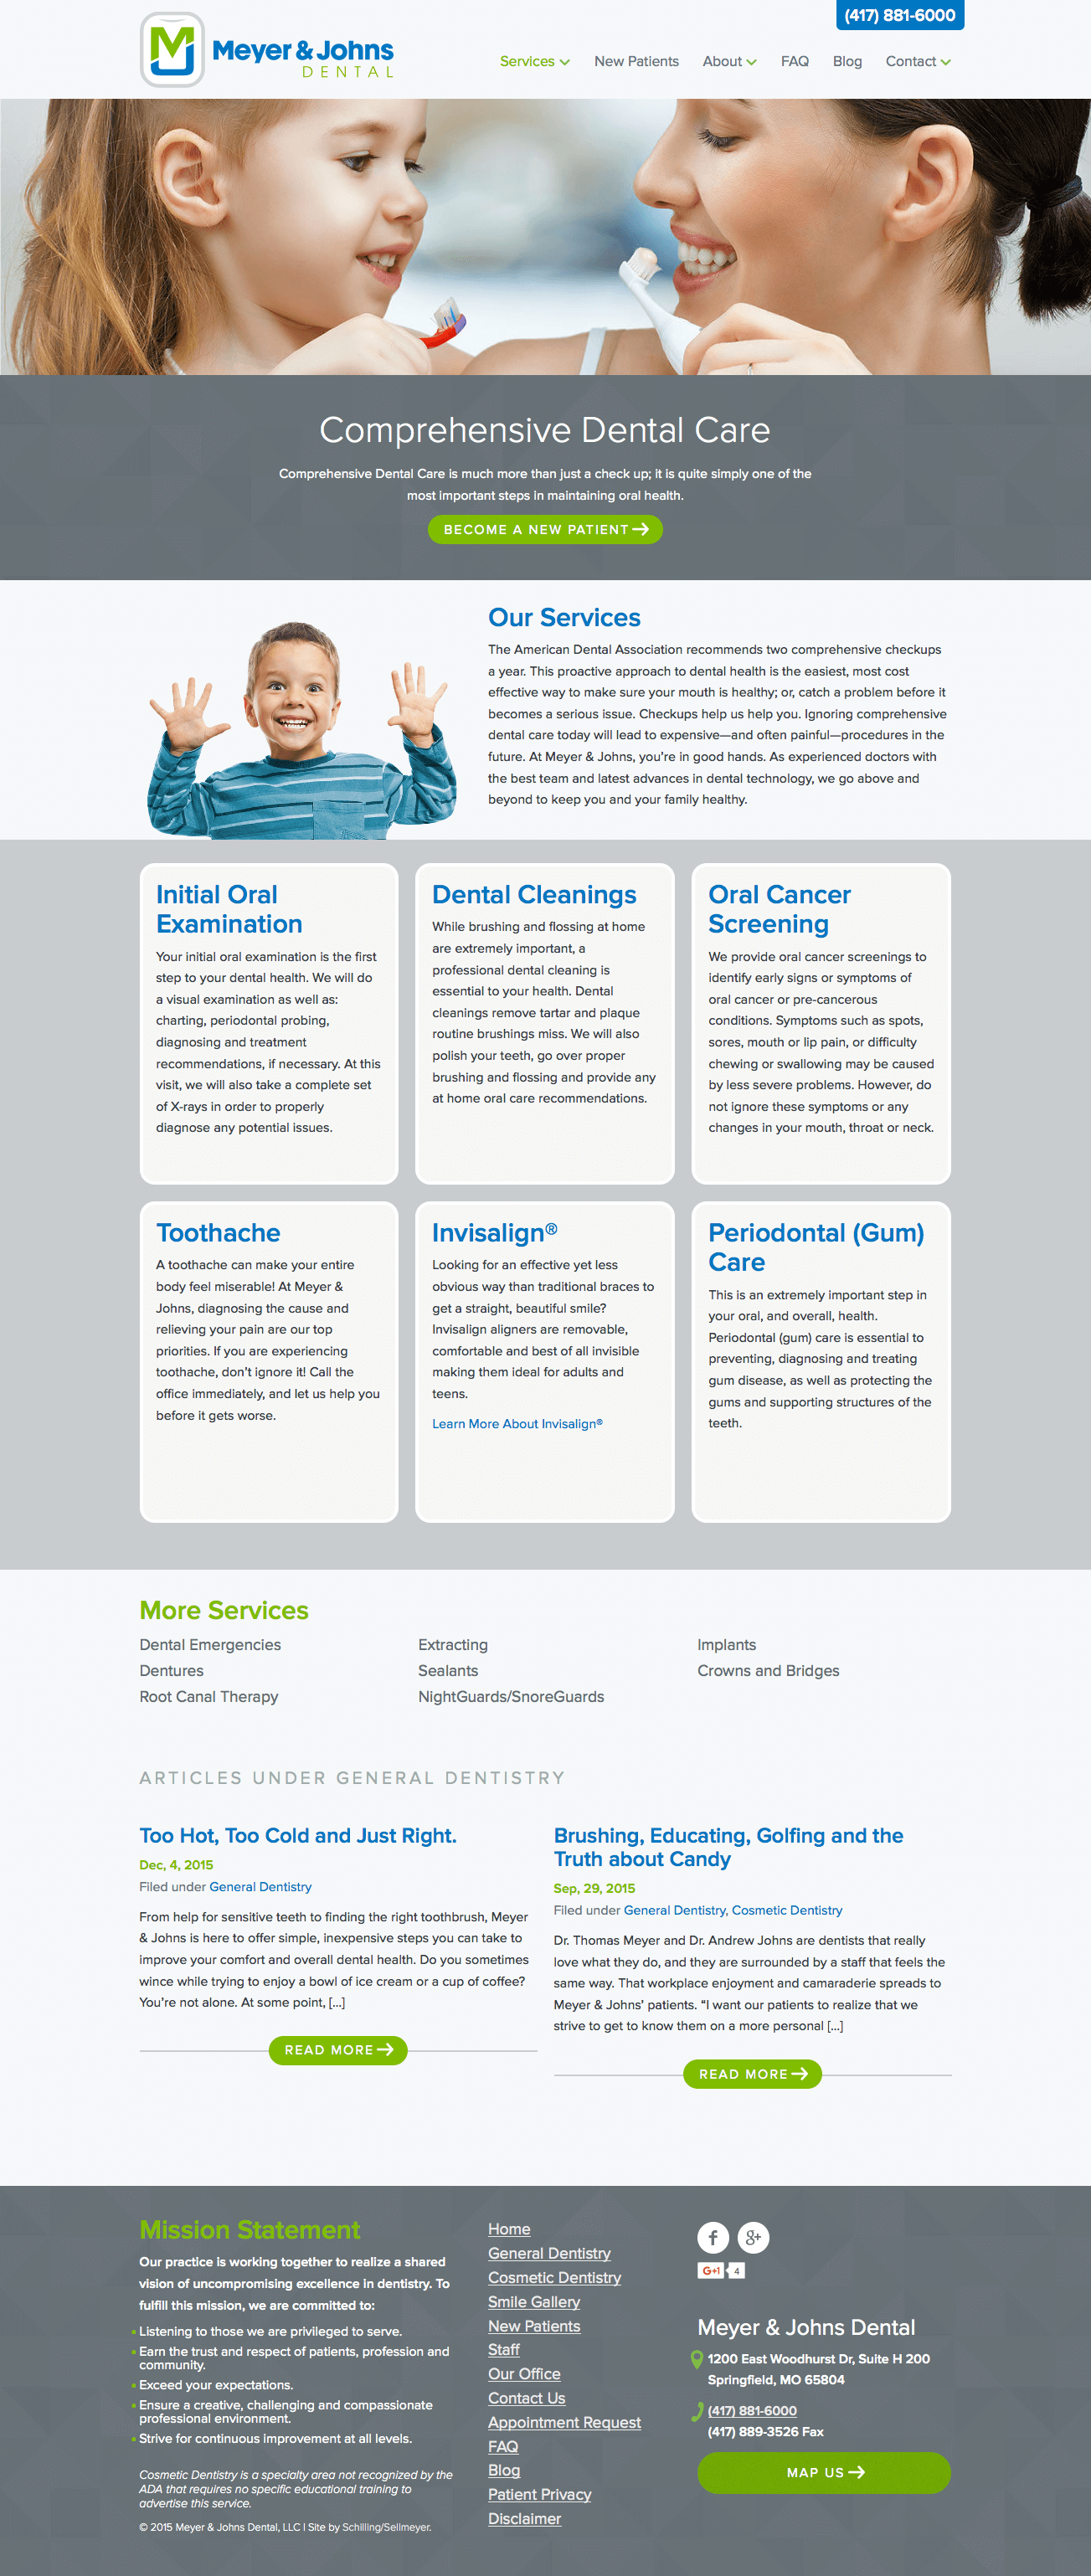 (417) 881-6000
MJ
Meyer & Johns
DENTAL
Services New Patients About FAQ Blog Contact
Comprehensive Dental Care
Comprehensive Dental Care is much more than just a check up; it is quite simply one of the
most important steps in maintaining oral health.
BECOME A NEW PATIENT
Our Services
The American Dental Association recommends two comprehensive checkups
a year. This proactive approach to dental health is the easiest, most cost
effective way to make sure your mouth is healthy; or, catch a problem before it
becomes a serious issue. Checkups help us help you. Ignoring comprehensive
dental care today will lead to expensive—and often painful—procedures in the
future. At Meyer & Johns, you're in good hands. As experienced doctors with
the best team and latest advances in dental technology, we go above and
beyond to keep you and your family healthy.
Initial Oral
Examination
Your initial oral examination is the first
step to your dental health. We will do
a visual examination as well as:
charting, periodontal probing,
diagnosing and treatment
recommendations, if necessary. At this
visit, we will also take a complete set
of X-rays in order to properly
diagnose any potential issues.
Dental Cleanings
While brushing and flossing at home
are extremely important, a
professional dental cleaning is
essential to your health. Dental
cleanings remove tartar and plaque
routine brushings miss. We will also
polish your teeth, go over proper
brushing and flossing and provide any
at home oral care recommendations.
Oral Cancer
Screening
We provide oral cancer screenings to
identify early signs or symptoms of
oral cancer or pre-cancerous
conditions. Symptoms such as spots,
sores, mouth or lip pain, or difficulty
chewing or swallowing may be caused
by less severe problems. However, do
not ignore these symptoms or any
changes in your mouth, throat or neck.
Toothache
A toothache can make your entire
body feel miserable! At Meyer &
Johns, diagnosing the cause and
relieving your pain are our top
priorities. If you are experiencing
toothache, don't ignore it! Call the
office immediately, and let us help you
before it gets worse.
Invisalign®
Looking for an effective yet less
obvious way than traditional braces to
get a straight, beautiful smile?
Invisalign aligners are removable,
comfortable and best of all invisible
making them ideal for adults and
teens.
Learn More About Invisalign®
Periodontal (Gum)
Care
This is an extremely important step in
your oral, and overall, health.
Periodontal (gum) care is essential to
preventing, diagnosing and treating
gum disease, as well as protecting the
gums and supporting structures of the
teeth.
More Services
Dental Emergencies
Dentures
Root Canal Therapy
Extracting
Sealants
NightGuards/SnoreGuards
Implants
Crowns and Bridges
ARTICLES UNDER GENERAL DENTISTRY
Too Hot, Too Cold and Just Right.
Dec, 4, 2015
Filed under General Dentistry
From help for sensitive teeth to finding the right toothbrush, Meyer
& Johns is here to offer simple, inexpensive steps you can take to
improve your comfort and overall dental health. Do you sometimes
wince while trying to enjoy a bowl of ice cream or a cup of coffee?
You're not alone. At some point, [...]
READ MORE
Brushing, Educating, Golfing and the
Truth about Candy
Sep, 29, 2015
Filed under General Dentistry, Cosmetic Dentistry
Dr. Thomas Meyer and Dr. Andrew Johns are dentists that really
love what they do, and they are surrounded by a staff that feels the
same way. That workplace enjoyment and camaraderie spreads to
Meyer & Johns' patients. "I want our patients to realize that we
strive to get to know them on a more personal [...]
READ MORE
Mission Statement
Our practice is working together to realize a shared
vision of uncompromising excellence in dentistry. To
fulfill this mission, we are committed to:
Listening to those we are privileged to serve.
Earn the trust and respect of patients, profession and
community.
Exceed your expectations.
Ensure a creative, challenging and compassionate
professional environment.
Strive for continuous improvement at all levels.
Cosmetic Dentistry is a specialty area not recognized by the
ADA that requires no specific educational training to
advertise this service.
© 2015 Meyer & Johns Dental, LLC | Site by Schilling/Sellmeyer.
Home
General Dentistry
Cosmetic Dentistry
Smile Gallery
New Patients
Staff
Our Office
Contact Us
Appointment Request
FAQ
Blog
Patient Privacy
Disclaimer
f g+
G+1 4
Meyer & Johns Dental
1200 East Woodhurst Dr, Suite H 200
Springfield, MO 65804
(417) 881-6000
(417) 889-3526 Fax
MAP US